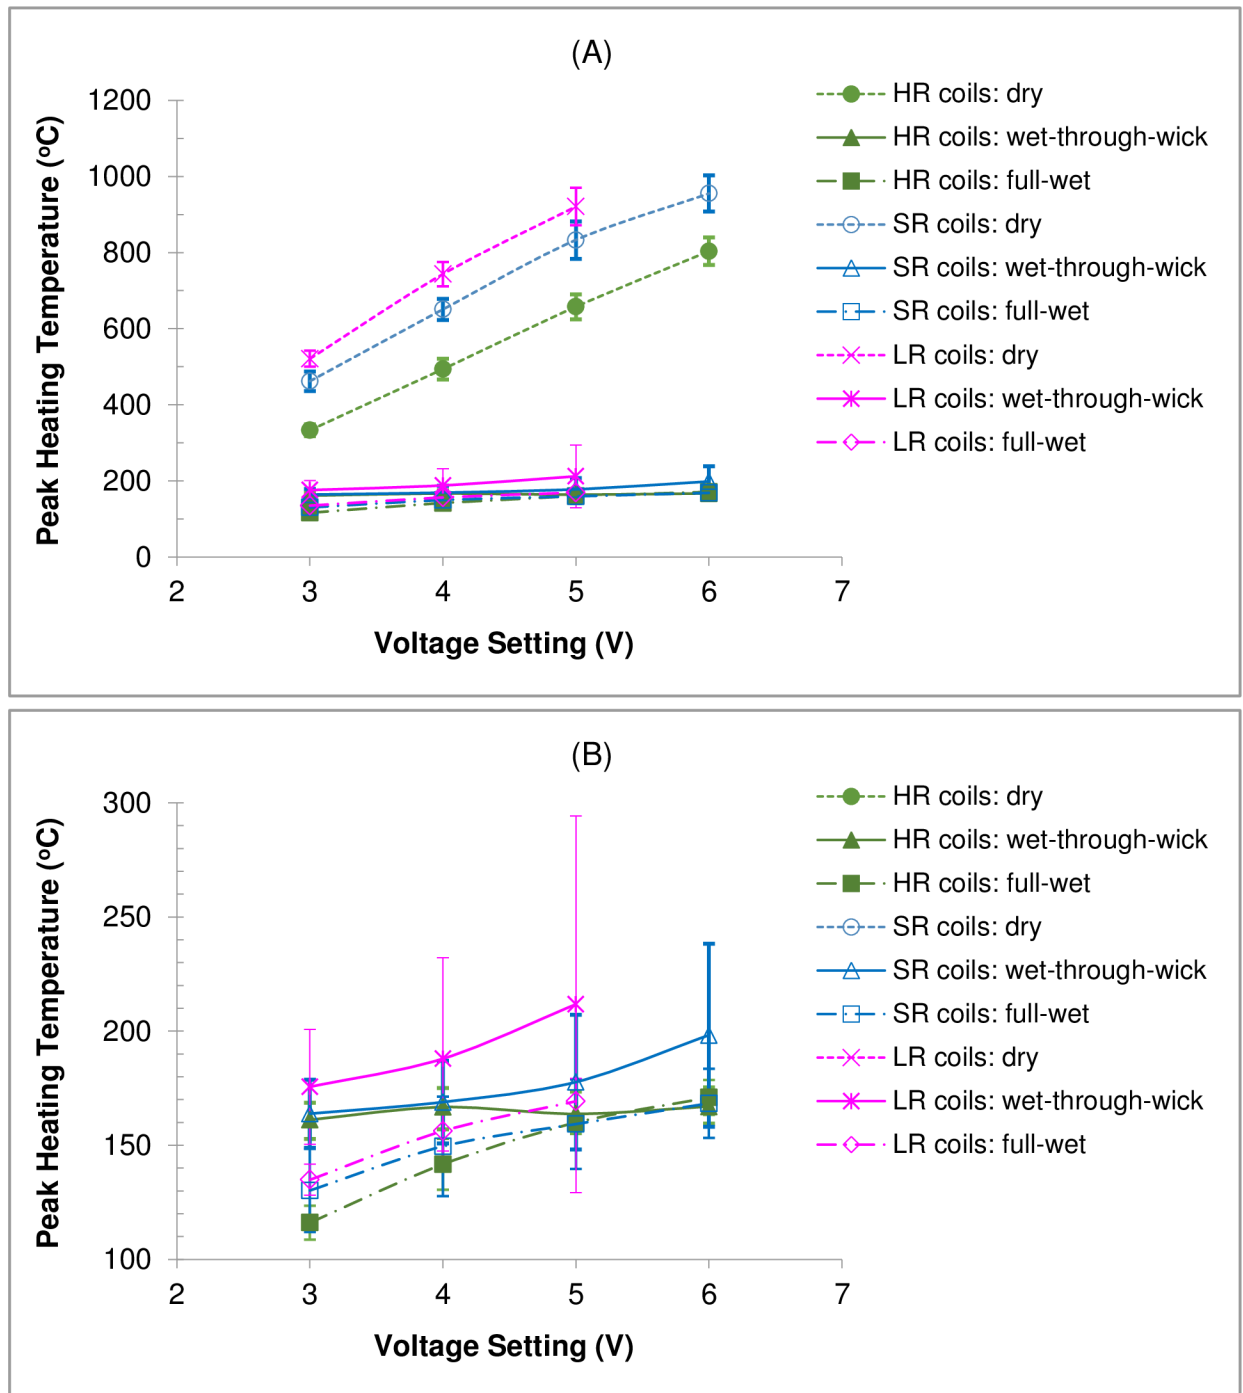 (A)
1200
1000
800
600
400
200
0
2 3 4 5 6 7
Peak Heating Temperature (ºC)
Voltage Setting (V)
HR coils: dry
HR coils: wet-through-wick
HR coils: full-wet
SR coils: dry
SR coils: wet-through-wick
SR coils: full-wet
LR coils: dry
LR coils: wet-through-wick
LR coils: full-wet
(B)
300
250
200
150
100
2 3 4 5 6 7
Peak Heating Temperature (ºC)
Voltage Setting (V)
HR coils: dry
HR coils: wet-through-wick
HR coils: full-wet
SR coils: dry
SR coils: wet-through-wick
SR coils: full-wet
LR coils: dry
LR coils: wet-through-wick
LR coils: full-wet